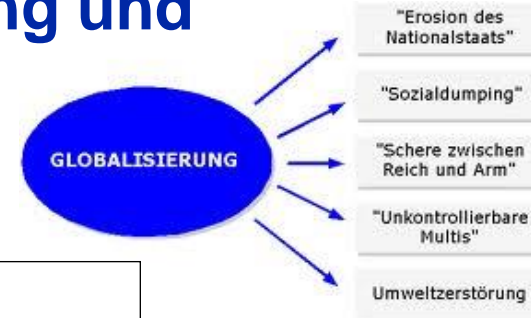 ng und
"Erosion des
Nationalstaats"
"Sozialdumping"
GLOBALISIERUNG
"Schere zwischen
Reich und Arm"
"Unkontrollierbare
Multis"
Umweltzerstörung